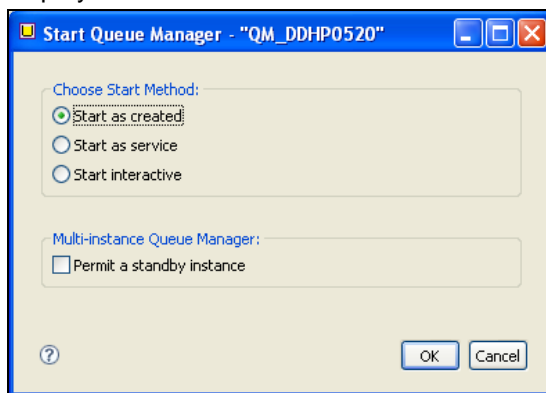 Start Queue Manager - "QM_DDHP0520"
Choose Start Method:
Start as created
Start as service
Start interactive
Multi-instance Queue Manager:
Permit a standby instance
?
OK Cancel